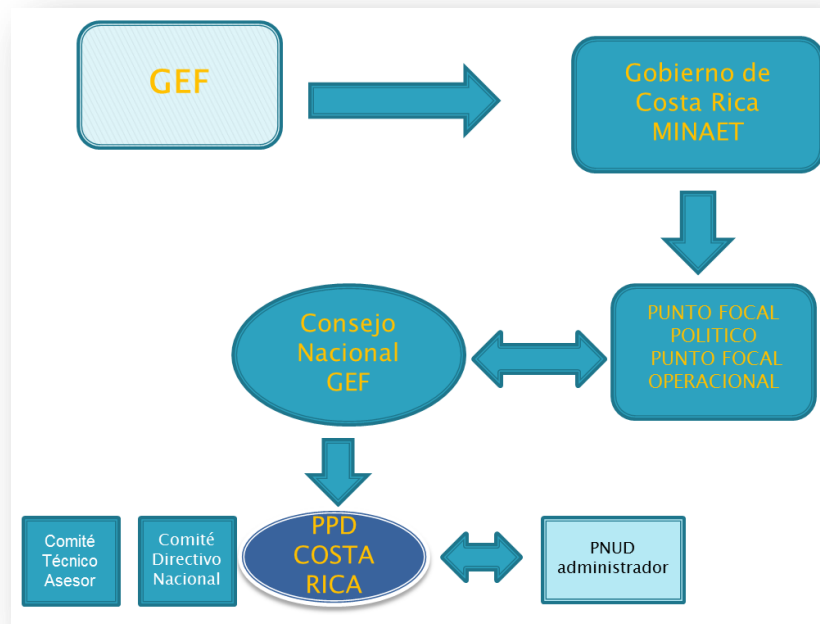 GEF
Gobierno de
Costa Rica
MINAET
PUNTO FOCAL
POLITICO
PUNTO FOCAL
OPERACIONAL
Consejo
Nacional
GEF
Comité
Técnico
Asesor
Comité
Directivo
Nacional
PPD
COSTA
RICA
PNUD
administrador